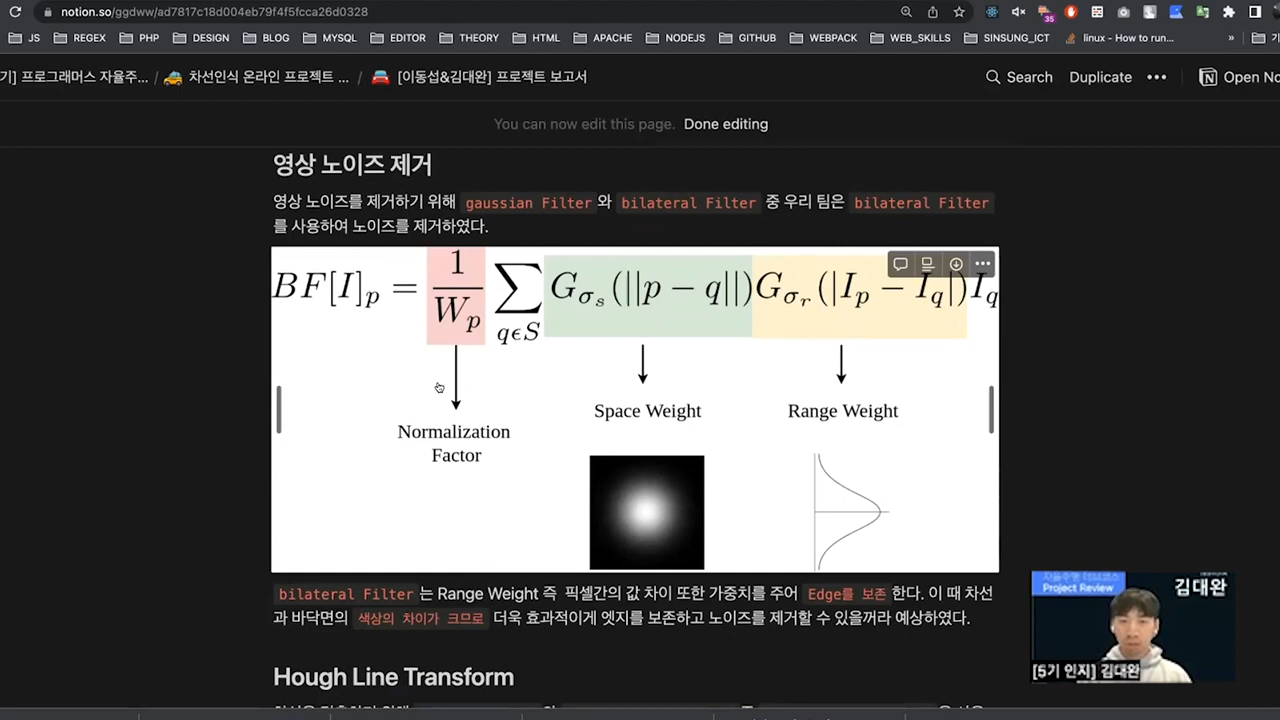 notion.so/ggdww/ad7817c18d004eb79f4f5fcca26d0328
35
JS REGEX PHP DESIGN BLOG MYSQL EDITOR THEORY HTML APACHE NODEJS GITHUB WEBPACK WEB_SKILLS SINSUNG_ICT linux - How to run... »
기] 프로그래머스 자율주... / 차선인식 온라인 프로젝트 ... / [이동섭&김대완] 프로젝트 보고서 Search Duplicate ••• Open No
You can now edit this page. Done editing
영상 노이즈 제거
영상 노이즈를 제거하기 위해 gaussian Filter 와 bilateral Filter 중 우리 팀은 bilateral Filter
를 사용하여 노이즈를 제거하였다.
BF[I]_p = 1/W_p ∑_{qϵS} G_{σ_s}(||p − q||)G_{σ_r}(|I_p − I_q|)I_q
Space Weight Range Weight
Normalization
Factor
bilateral Filter 는 Range Weight 즉 픽셀간의 값 차이 또한 가중치를 주어 Edge를 보존 한다. 이 때 차선
과 바닥면의 색상의 차이가 크므로 더욱 효과적이게 엣지를 보존하고 노이즈를 제거할 수 있을꺼라 예상하였다.
Project Review
김대완
[5기 인지] 김대완
Hough Line Transform